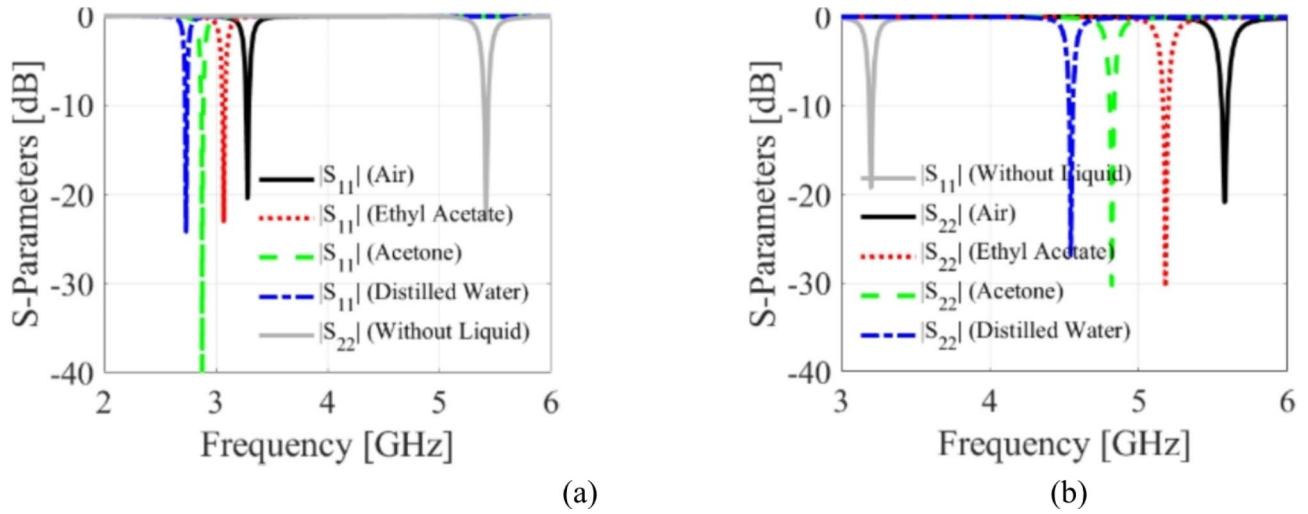 0
-10
-20
-30
-40
S-Parameters [dB]
|S11| (Air)
|S11| (Ethyl Acetate)
|S11| (Acetone)
|S11| (Distilled Water)
|S22| (Without Liquid)
2 3 4 5 6
Frequency [GHz]
(a)
0
-10
-20
-30
-40
S-Parameters [dB]
|S11| (Without Liquid)
|S22| (Air)
|S22| (Ethyl Acetate)
|S22| (Acetone)
|S22| (Distilled Water)
3 4 5 6
Frequency [GHz]
(b)